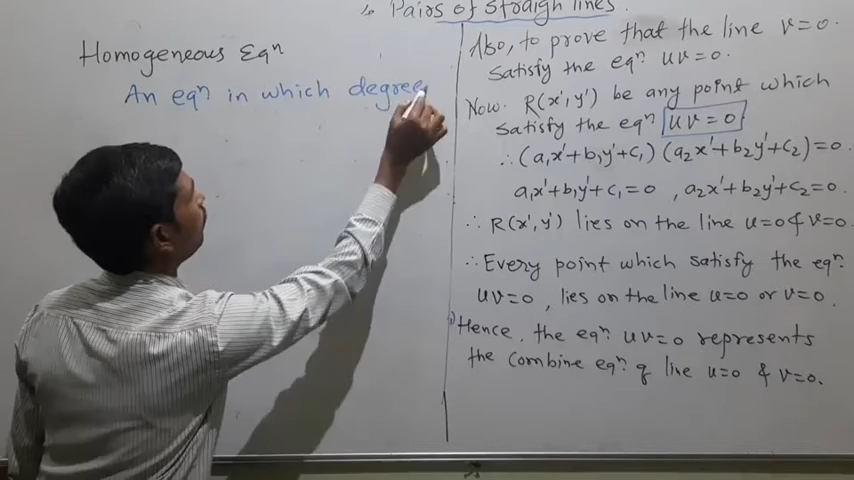 Pairs of Straigh lines.
Homogeneous Eqⁿ
An eqⁿ in which degree
Also, to prove that the line v=0.
Satisfy the eqⁿ uv=0.
Now. R(x',y') be any point which
satisfy the eqⁿ uv=0
∴ (a₁x'+b₁y'+c₁) (a₂x'+b₂y'+c₂)=0
a₁x'+b₁y'+c₁=0 , a₂x'+b₂y'+c₂=0.
∴ R(x',y') lies on the line u=0 & v=0.
∴ Every point which satisfy the eqⁿ
uv=0, lies on the line u=0 or v=0.
Hence, the eqⁿ uv=0 represents
the combine eqⁿ of line u=0 & v=0.